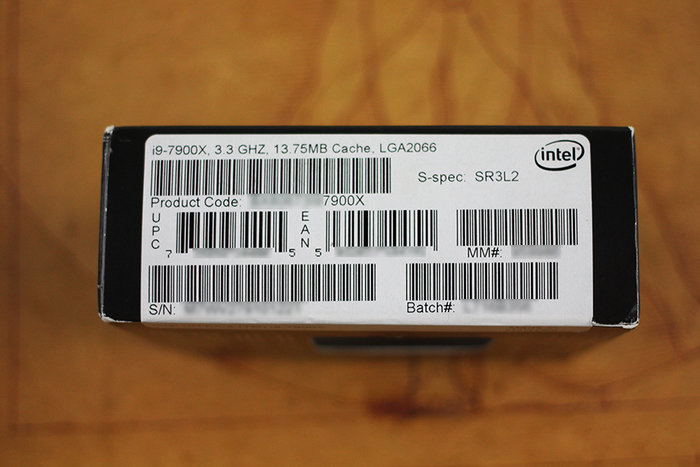 i9-7900X, 3.3 GHZ, 13.75MB Cache, LGA2066
intel
S-spec: SR3L2
Product Code: 7900X
UPC
7 5
EAN
5
MM#:
S/N:
Batch#: